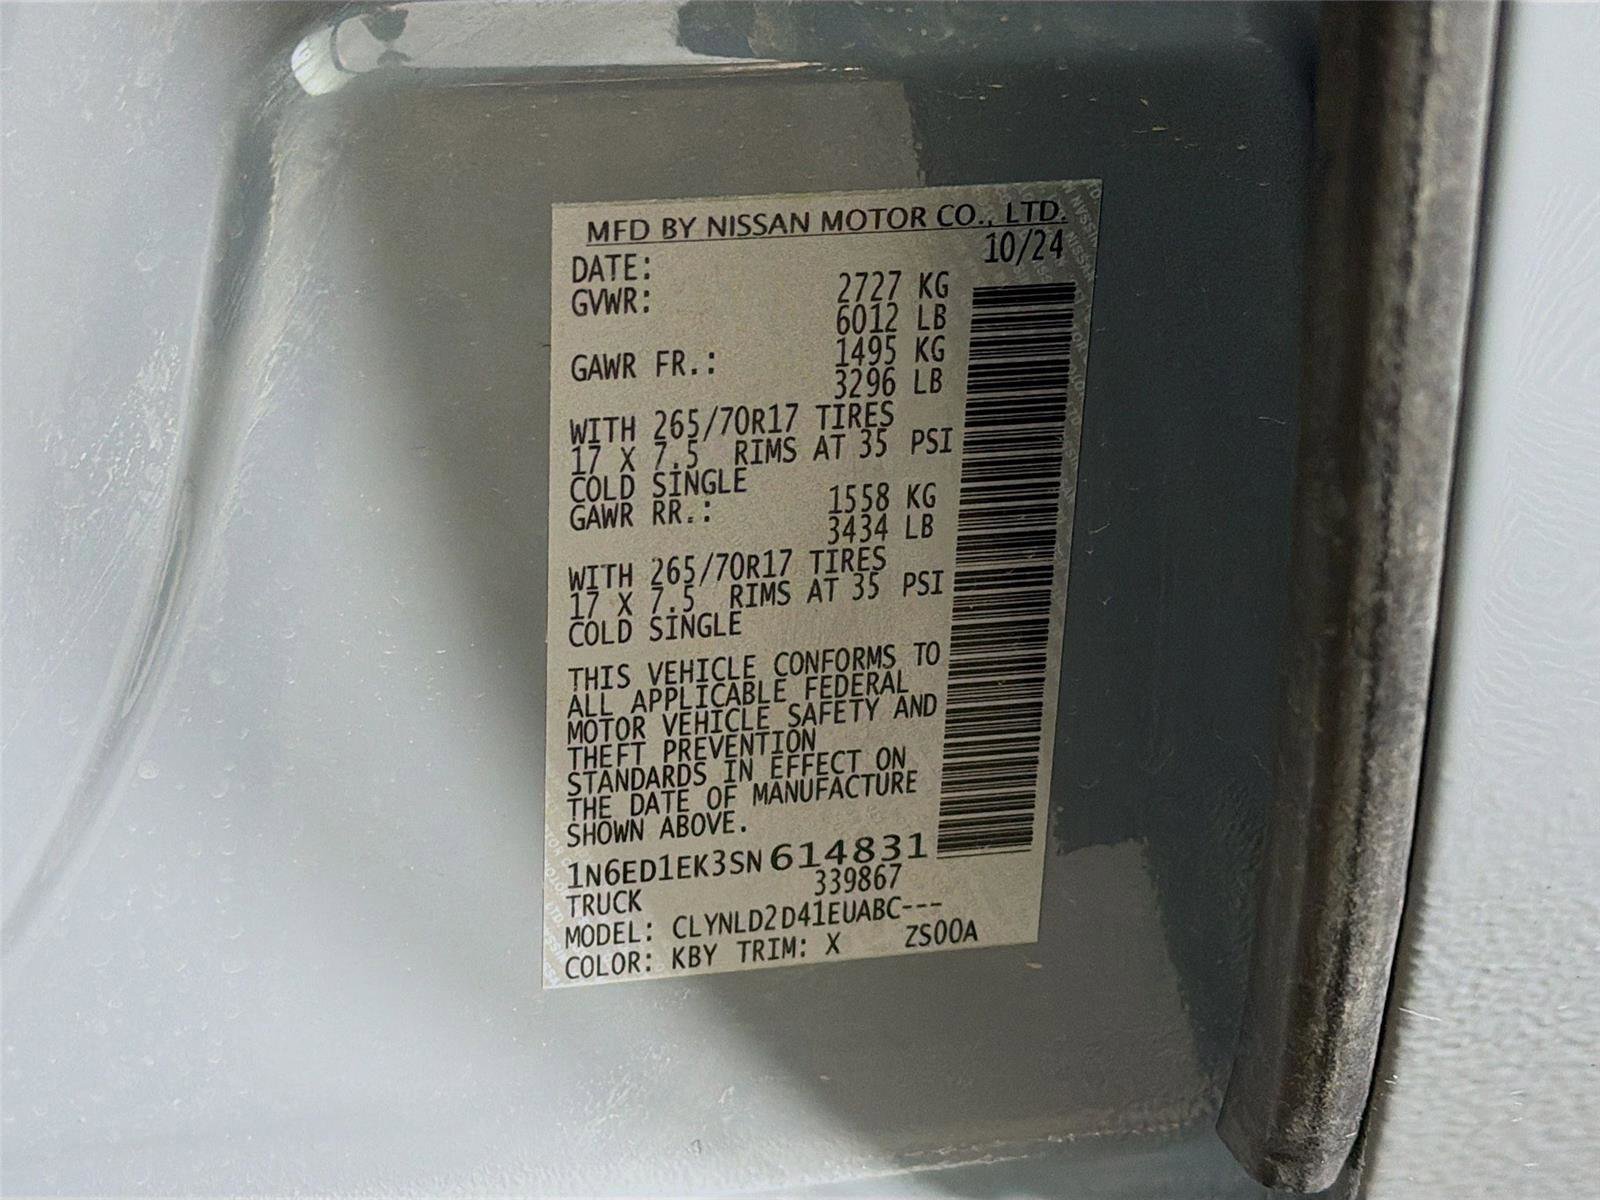 MFD BY NISSAN MOTOR CO., LTD.
DATE: 10/24
GVWR: 2727 KG
6012 LB
GAWR FR.: 1495 KG
3296 LB
WITH 265/70R17 TIRES
17 X 7.5 RIMS AT 35 PSI
COLD SINGLE
GAWR RR.: 1558 KG
3434 LB
WITH 265/70R17 TIRES
17 X 7.5 RIMS AT 35 PSI
COLD SINGLE
THIS VEHICLE CONFORMS TO
ALL APPLICABLE FEDERAL
MOTOR VEHICLE SAFETY AND
THEFT PREVENTION
STANDARDS IN EFFECT ON
THE DATE OF MANUFACTURE
SHOWN ABOVE.
1N6ED1EK3SN614831
TRUCK 339867
MODEL: CLYNLD2D41EUABC---
COLOR: KBY TRIM: X ZS00A